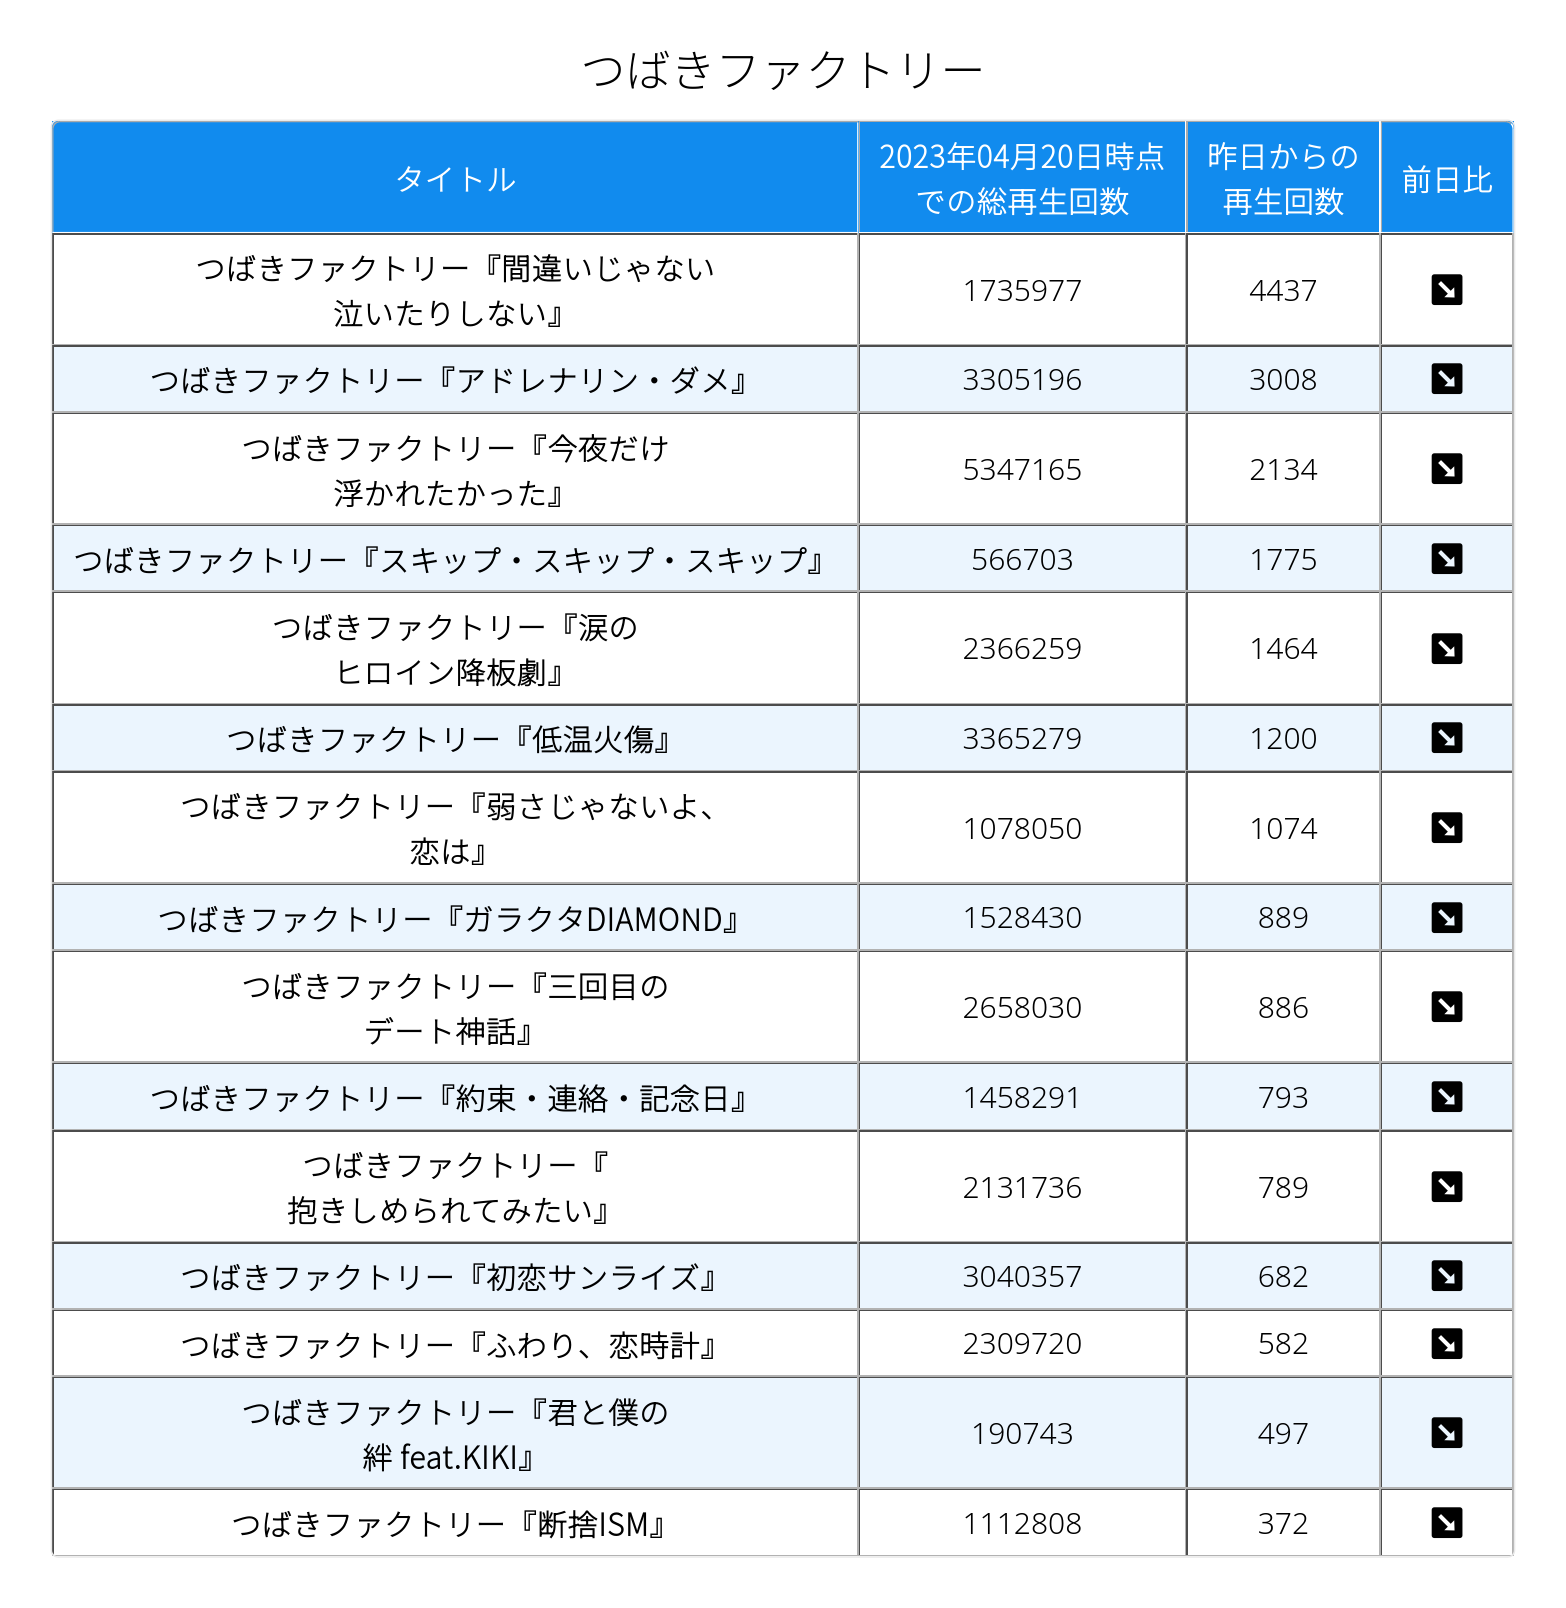 つばきファクトリー
タイトル
2023年04月20日時点
での総再生回数
昨日からの
再生回数
前日比
つばきファクトリー『間違いじゃない
泣いたりしない』
1735977
4437
つばきファクトリー『アドレナリン・ダメ』
3305196
3008
つばきファクトリー『今夜だけ
浮かれたかった』
5347165
2134
つばきファクトリー『スキップ・スキップ・スキップ』
566703
1775
つばきファクトリー『涙の
ヒロイン降板劇』
2366259
1464
つばきファクトリー『低温火傷』
3365279
1200
つばきファクトリー『弱さじゃないよ、
恋は』
1078050
1074
つばきファクトリー『ガラクタDIAMOND』
1528430
889
つばきファクトリー『三回目の
デート神話』
2658030
886
つばきファクトリー『約束・連絡・記念日』
1458291
793
つばきファクトリー『
抱きしめられてみたい』
2131736
789
つばきファクトリー『初恋サンライズ』
3040357
682
つばきファクトリー『ふわり、恋時計』
2309720
582
つばきファクトリー『君と僕の
絆 feat.KIKI』
190743
497
つばきファクトリー『断捨ISM』
1112808
372